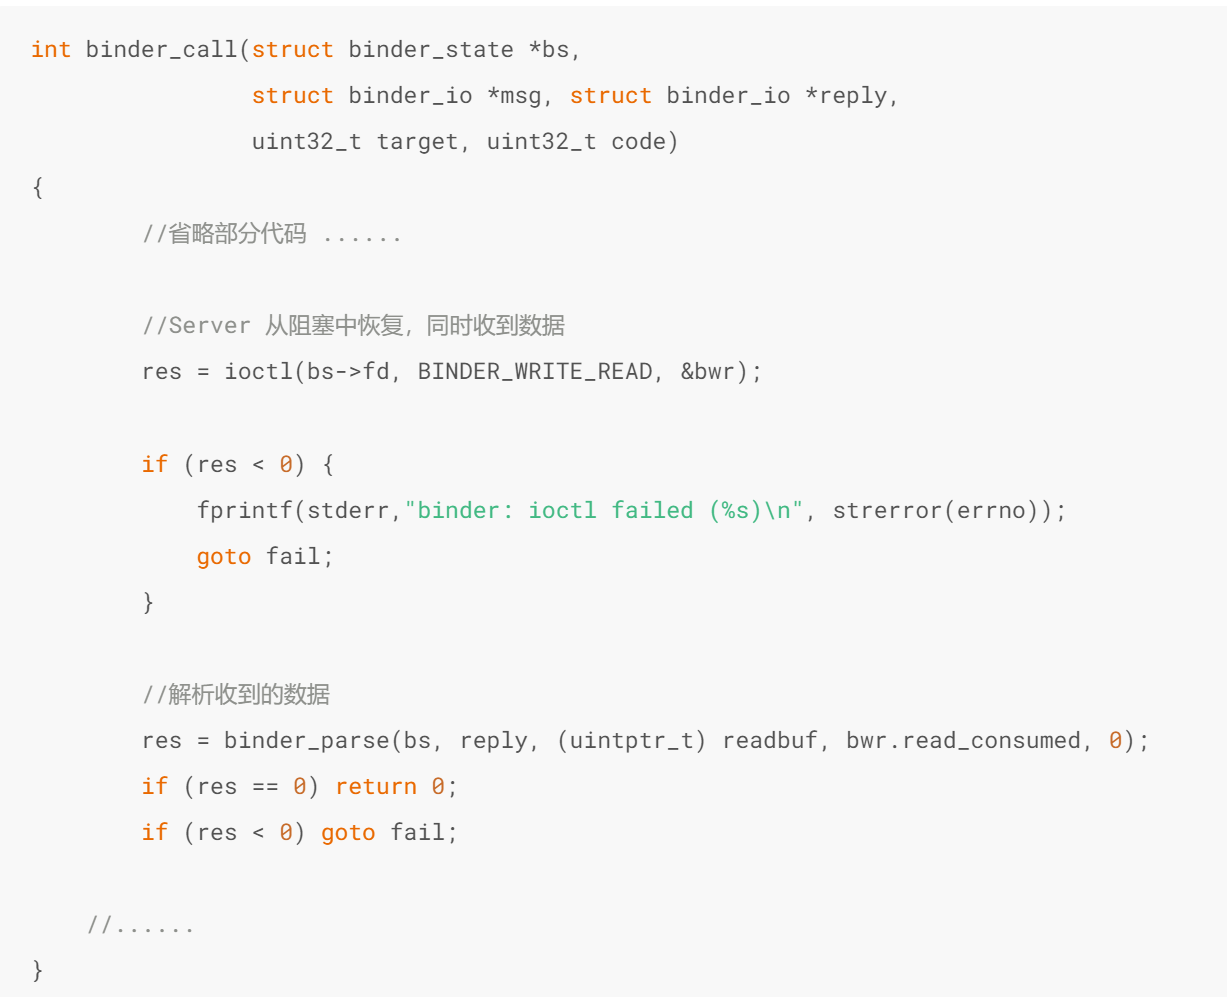 int binder_call(struct binder_state *bs,
                struct binder_io *msg, struct binder_io *reply,
                uint32_t target, uint32_t code)
{
        //省略部分代码 ......

        //Server 从阻塞中恢复，同时收到数据
        res = ioctl(bs->fd, BINDER_WRITE_READ, &bwr);

        if (res < 0) {
            fprintf(stderr,"binder: ioctl failed (%s)\n", strerror(errno));
            goto fail;
        }

        //解析收到的数据
        res = binder_parse(bs, reply, (uintptr_t) readbuf, bwr.read_consumed, 0);
        if (res == 0) return 0;
        if (res < 0) goto fail;

    //......
}